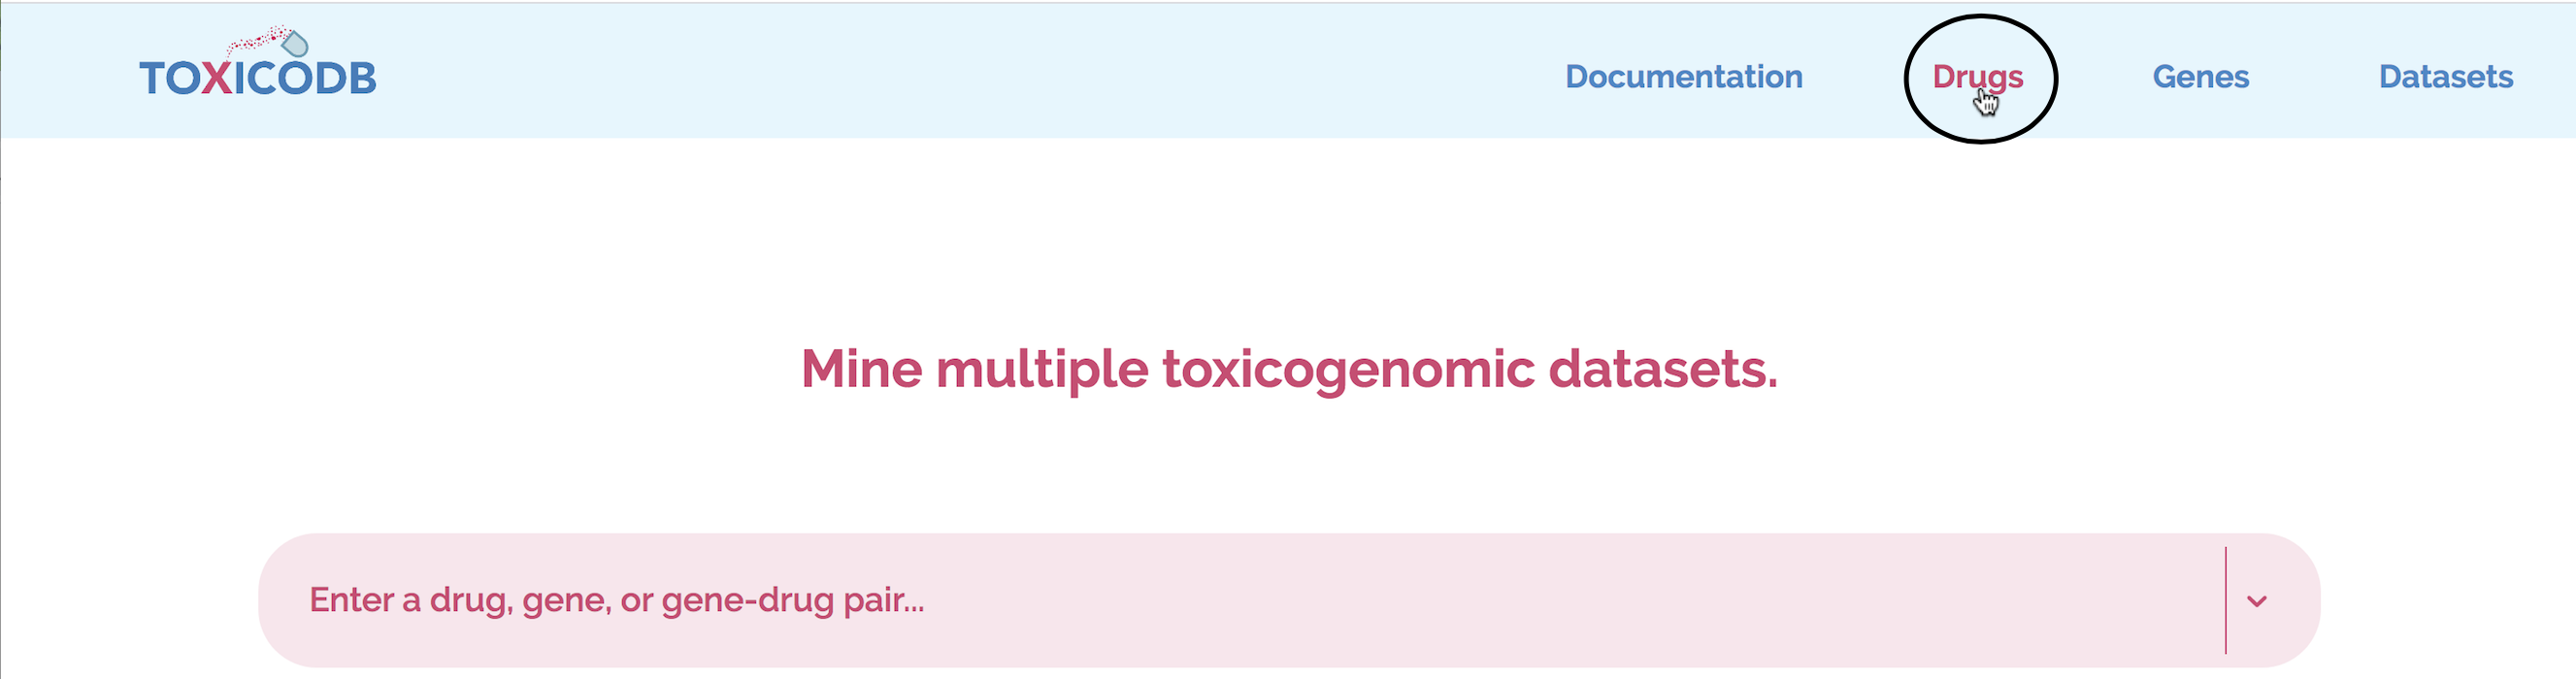 TOXICODB
Documentation Drugs Genes Datasets
Mine multiple toxicogenomic datasets.
Enter a drug, gene, or gene-drug pair...